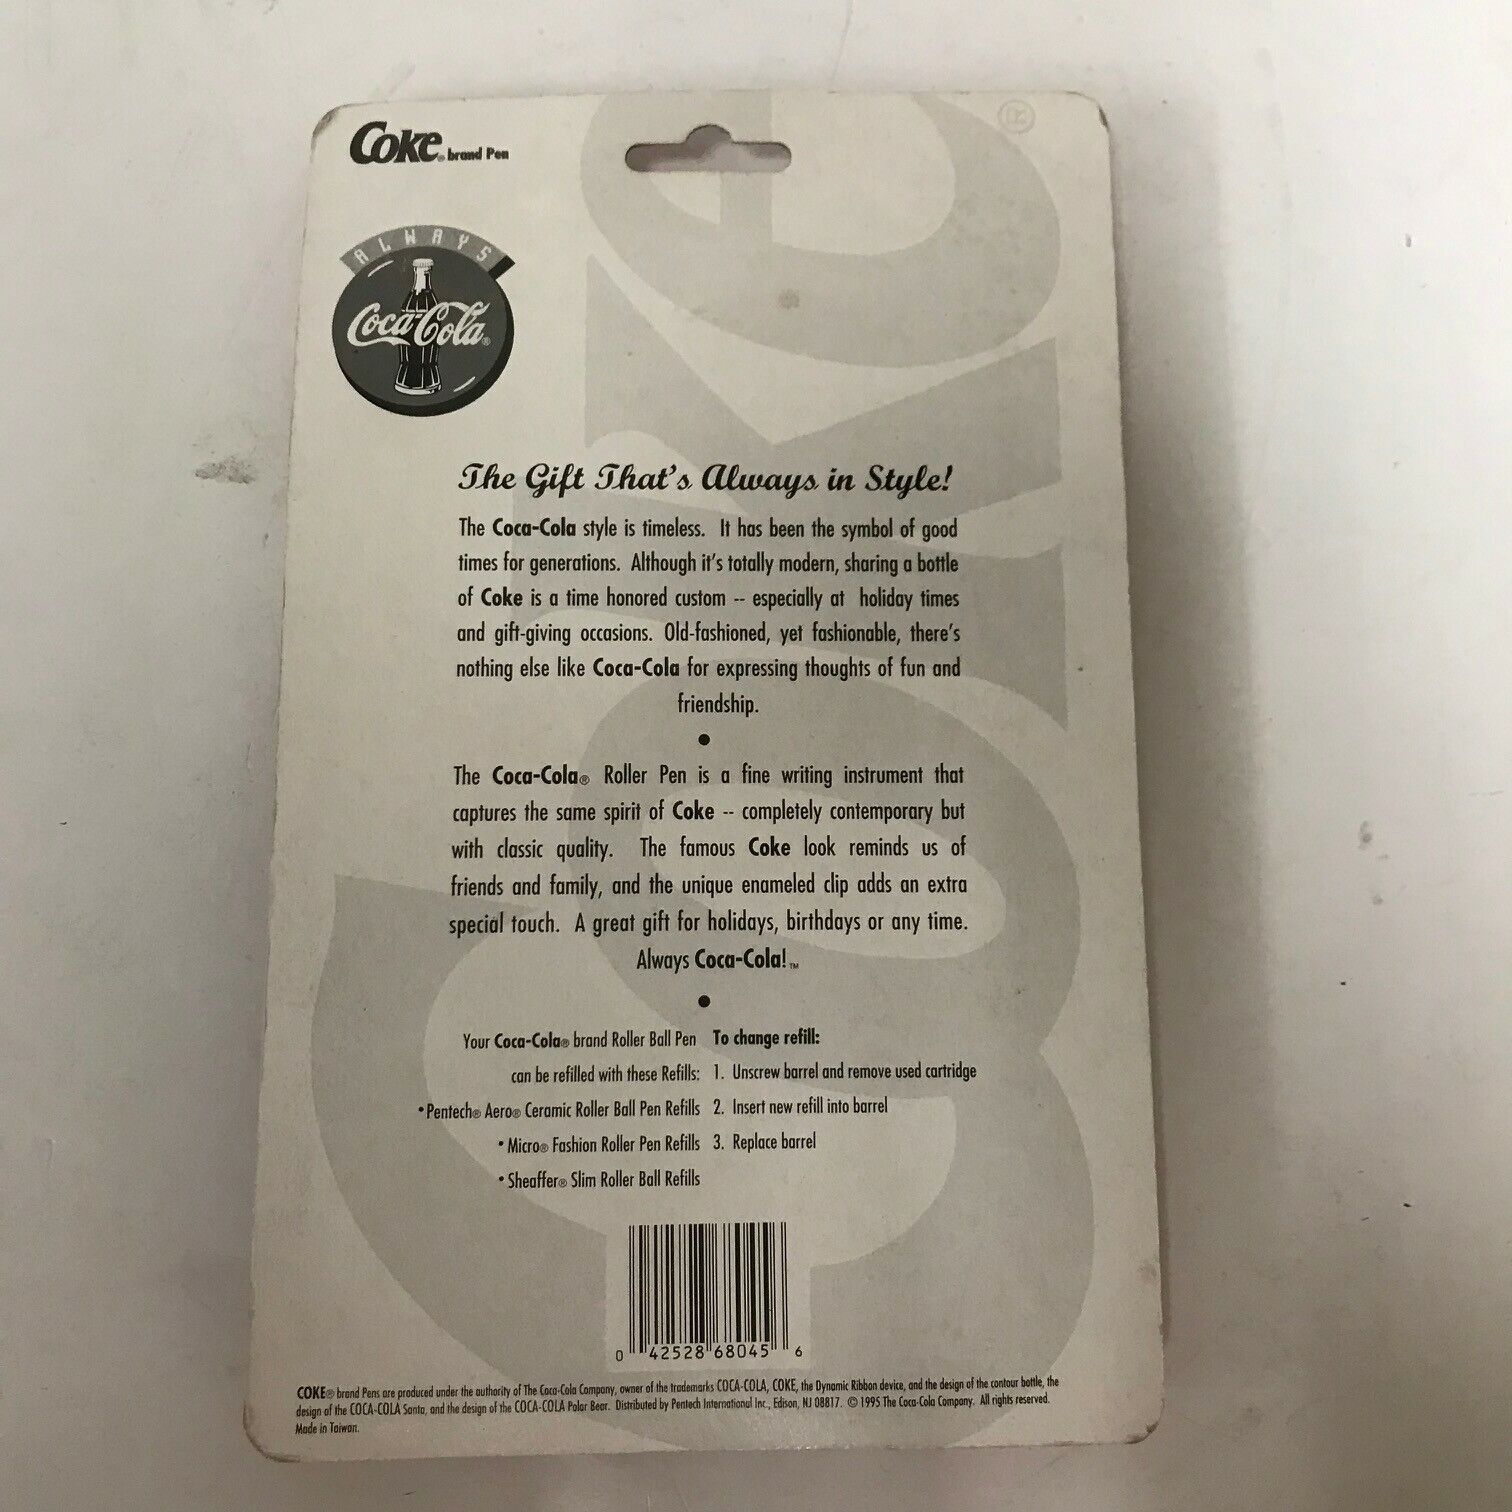 Coke® brand Pen
®
ALWAYS
Coca-Cola®
The Gift That's Always in Style!
The Coca-Cola style is timeless. It has been the symbol of good
times for generations. Although it's totally modern, sharing a bottle
of Coke is a time honored custom -- especially at holiday times
and gift-giving occasions. Old-fashioned, yet fashionable, there's
nothing else like Coca-Cola for expressing thoughts of fun and
friendship.
•
The Coca-Cola® Roller Pen is a fine writing instrument that
captures the same spirit of Coke -- completely contemporary but
with classic quality. The famous Coke look reminds us of
friends and family, and the unique enameled clip adds an extra
special touch. A great gift for holidays, birthdays or any time.
Always Coca-Cola!™
•
Your Coca-Cola® brand Roller Ball Pen
can be refilled with these Refills:
•Pentech® Aero® Ceramic Roller Ball Pen Refills
• Micro® Fashion Roller Pen Refills
• Sheaffer® Slim Roller Ball Refills
To change refill:
1. Unscrew barrel and remove used cartridge
2. Insert new refill into barrel
3. Replace barrel
0 42528 68045 6
COKE® brand Pens are produced under the authority of The Coca-Cola Company, owner of the trademarks COCA-COLA, COKE, the Dynamic Ribbon device, and the design of the contour bottle, the
design of the COCA-COLA Santa, and the design of the COCA-COLA Polar Bear. Distributed by Pentech International Inc., Edison, NJ 08817. © 1995 The Coca-Cola Company. All rights reserved.
Made in Taiwan.
Coke